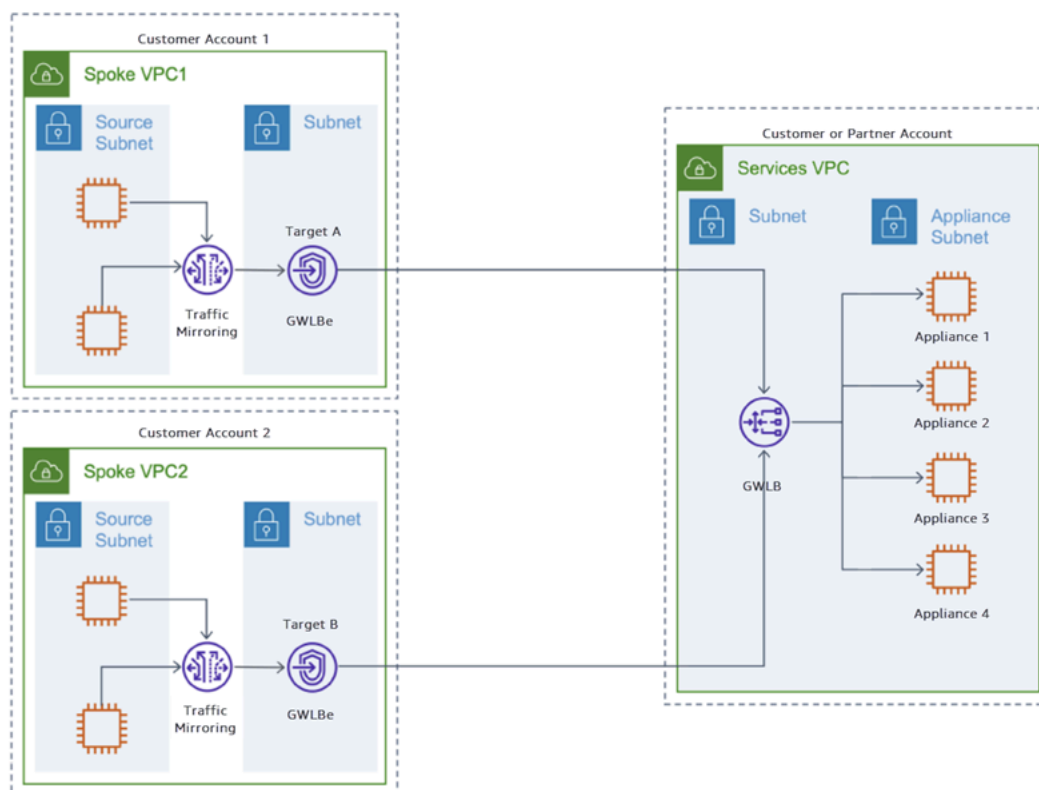 Customer Account 1
Spoke VPC1
Source
Subnet
Subnet
Target A
Traffic
Mirroring
GWLBe
Customer Account 2
Spoke VPC2
Source
Subnet
Subnet
Target B
Traffic
Mirroring
GWLBe
Customer or Partner Account
Services VPC
Subnet
Appliance
Subnet
Appliance 1
Appliance 2
GWLB
Appliance 3
Appliance 4